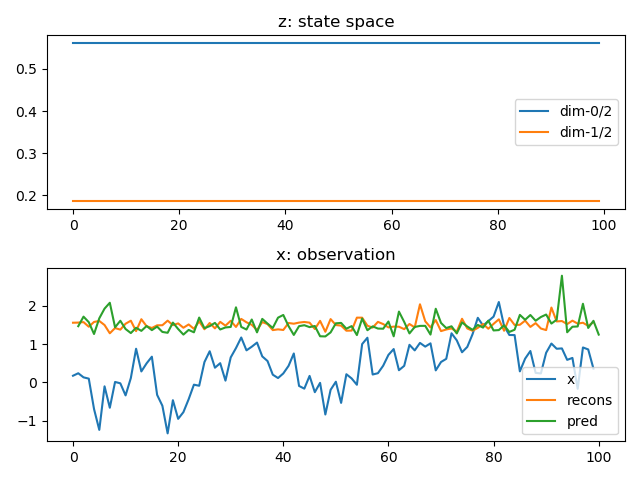 z: state space
0.5
0.4
0.3
0.2
dim-0/2
dim-1/2
0 20 40 60 80 100
x: observation
2
1
0
−1
x
recons
pred
0 20 40 60 80 100